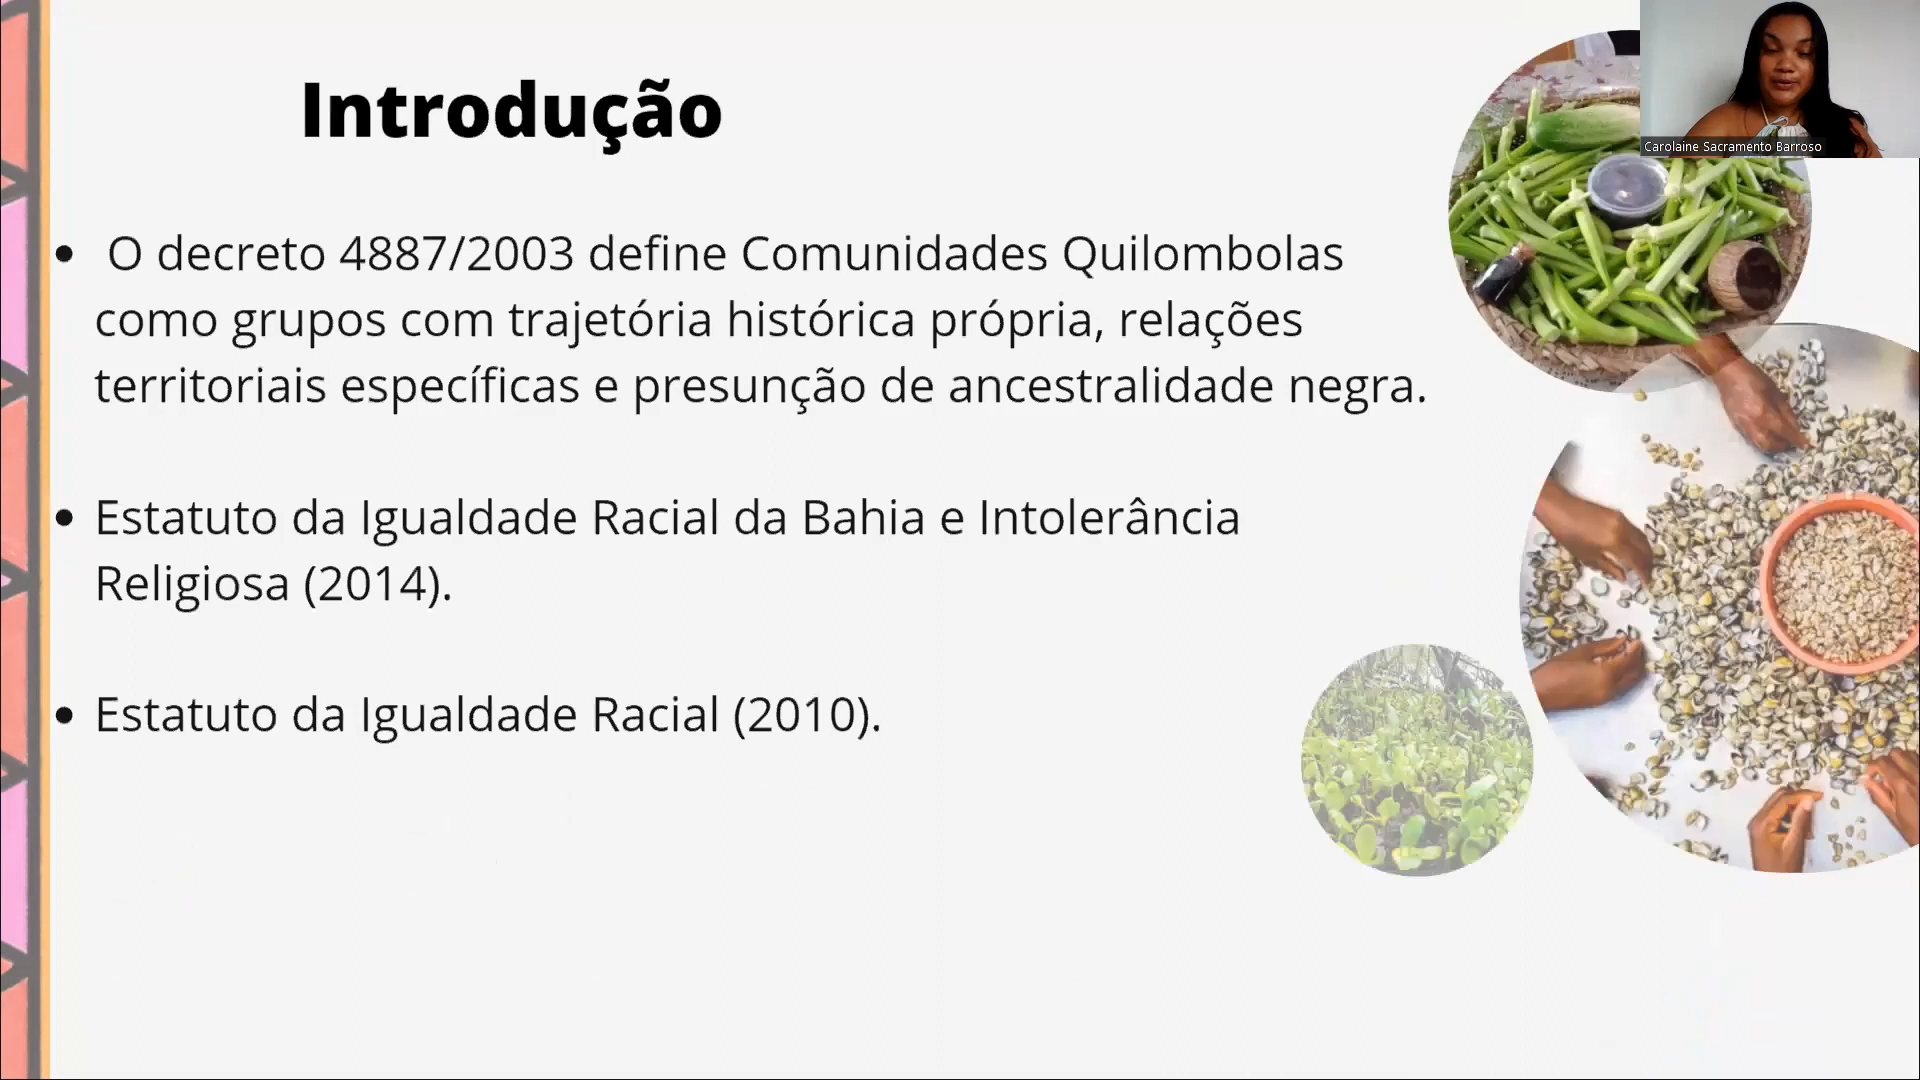 Introdução
Carolaine Sacramento Barroso
• O decreto 4887/2003 define Comunidades Quilombolas
como grupos com trajetória histórica própria, relações
territoriais específicas e presunção de ancestralidade negra.
• Estatuto da Igualdade Racial da Bahia e Intolerância
Religiosa (2014).
• Estatuto da Igualdade Racial (2010).